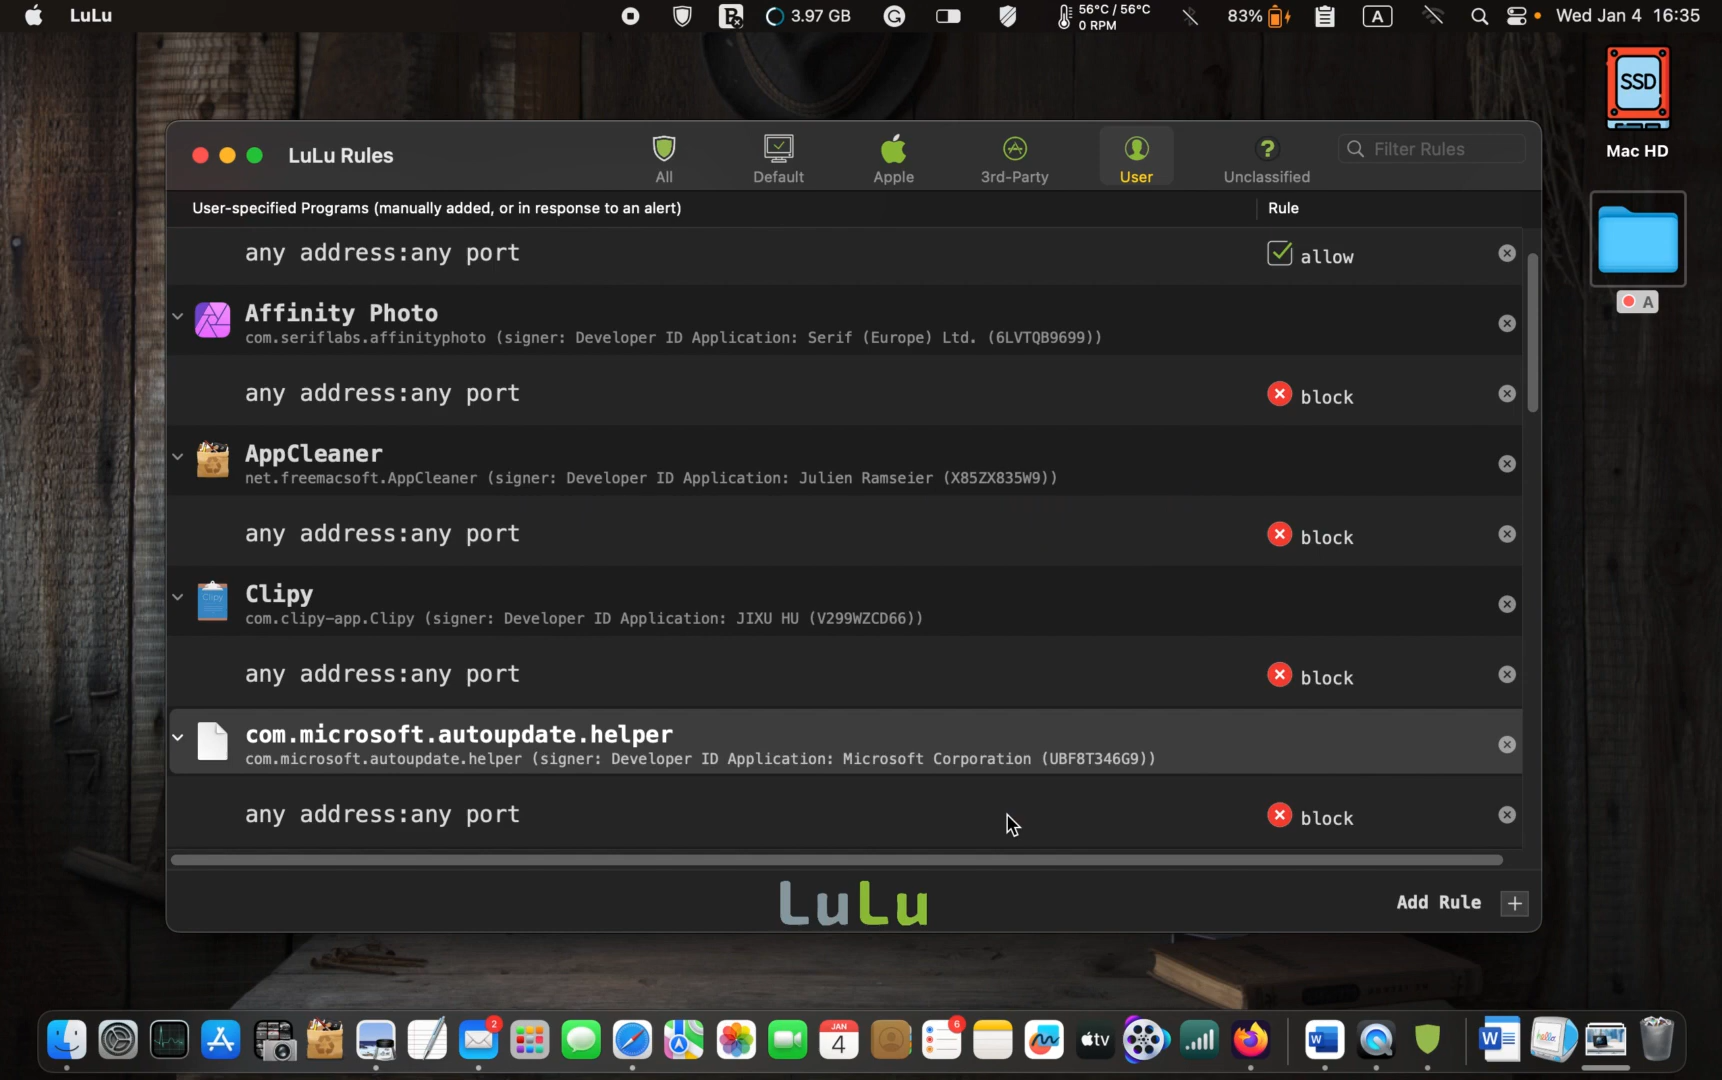 LuLu
3.97 GB
56°C / 56°C
0 RPM
83%
A
Wed Jan 4 16:35
SSD
Mac HD
A
LuLu Rules
All
Default
Apple
3rd-Party
User
Unclassified
Filter Rules
User-specified Programs (manually added, or in response to an alert)
Rule
any address:any port
allow
Affinity Photo
com.seriflabs.affinityphoto (signer: Developer ID Application: Serif (Europe) Ltd. (6LVTQB9699))
any address:any port
block
AppCleaner
net.freemacsoft.AppCleaner (signer: Developer ID Application: Julien Ramseier (X85ZX835W9))
any address:any port
block
Clipy
Clipy
com.clipy-app.Clipy (signer: Developer ID Application: JIXU HU (V299WZCD66))
any address:any port
block
com.microsoft.autoupdate.helper
com.microsoft.autoupdate.helper (signer: Developer ID Application: Microsoft Corporation (UBF8T346G9))
any address:any port
block
LuLu
Add Rule
2
JAN
4
6
tv
W
W